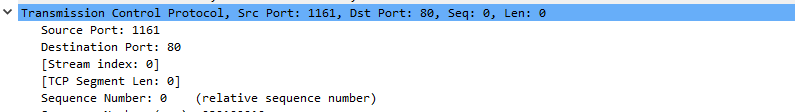 Transmission Control Protocol, Src Port: 1161, Dst Port: 80, Seq: 0, Len: 0
Source Port: 1161
Destination Port: 80
[Stream index: 0]
[TCP Segment Len: 0]
Sequence Number: 0    (relative sequence number)